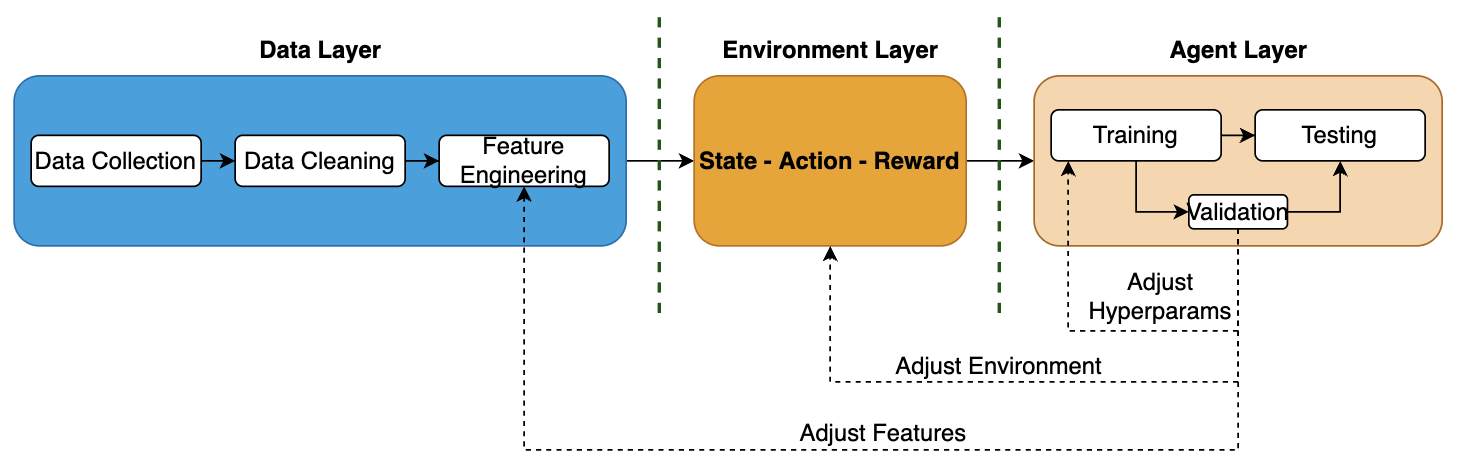 Data Layer
Environment Layer
Agent Layer
Data Collection
Data Cleaning
Feature
Engineering
State - Action - Reward
Training
Testing
Validation
Adjust
Hyperparams
Adjust Environment
Adjust Features